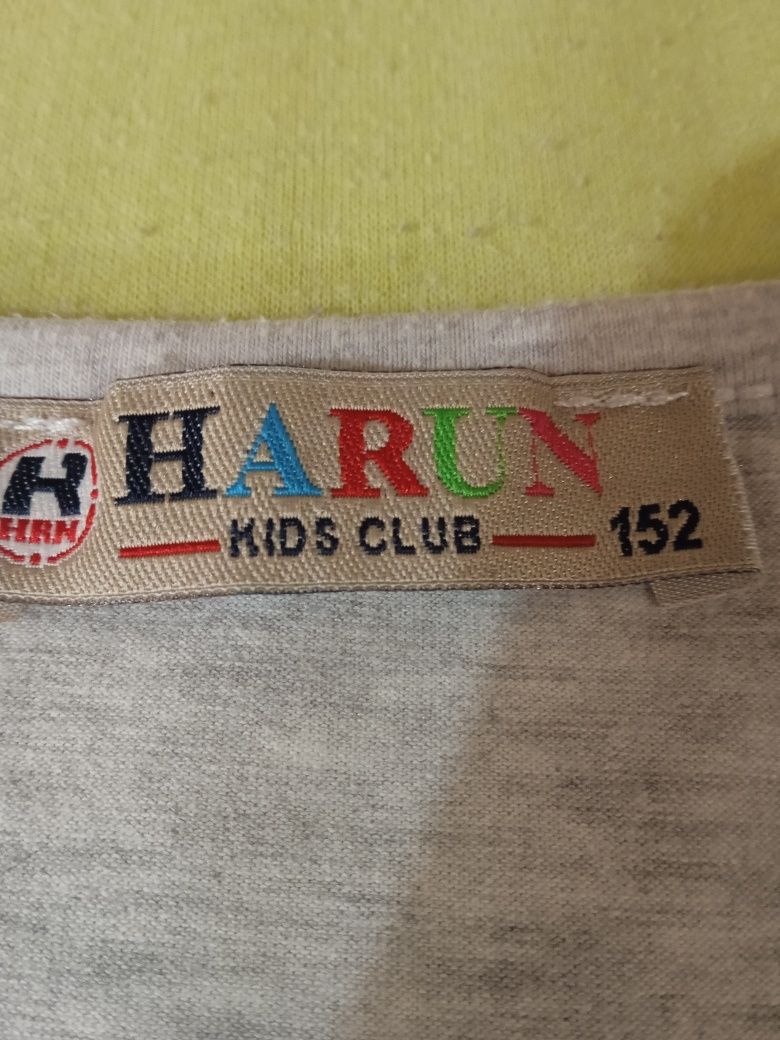 H
HRN
HARUN
KIDS CLUB
152